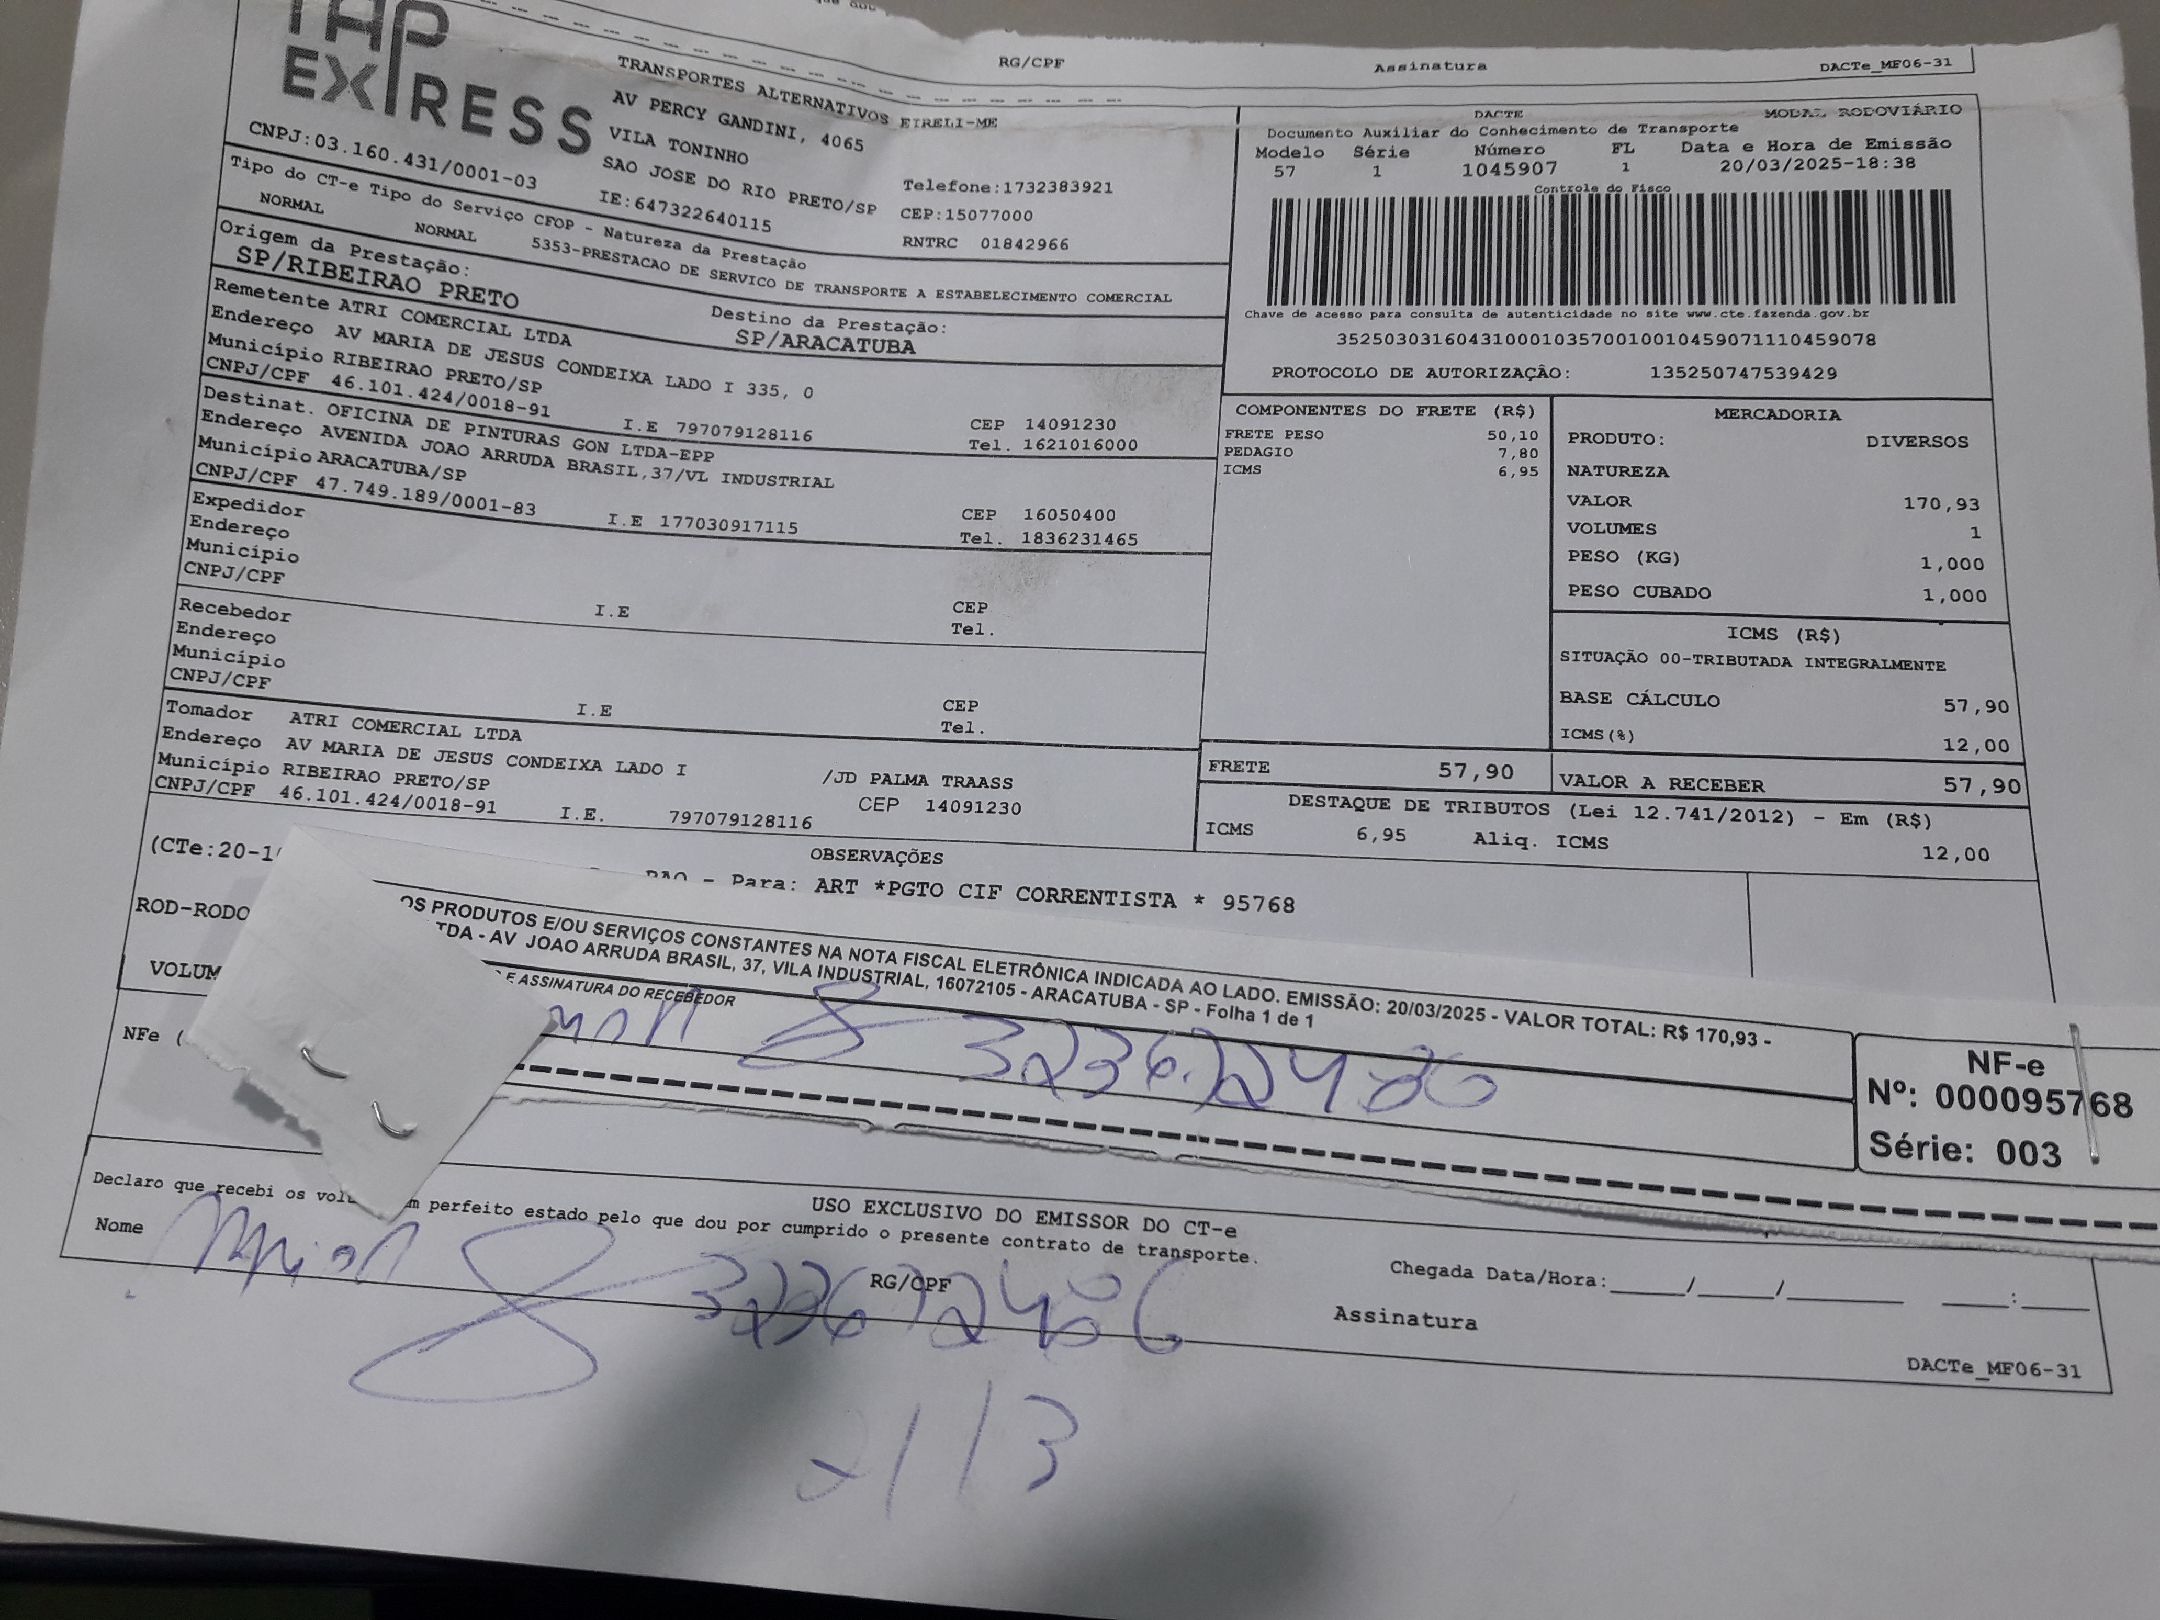 RG/CPF Assinatura DACTe_MF06-31
TAP
EXPRESS
TRANSPORTES ALTERNATIVOS EIRELI-ME
AV PERCY GANDINI, 4065
VILA TONINHO
SAO JOSE DO RIO PRETO/SP
Telefone:1732383921
CNPJ:03.160.431/0001-03 IE:647322640115 CEP:15077000
RNTRC 01842966
Tipo do CT-e Tipo do Serviço CFOP - Natureza da Prestação
NORMAL NORMAL 5353-PRESTACAO DE SERVICO DE TRANSPORTE A ESTABELECIMENTO COMERCIAL
Origem da Prestação: Destino da Prestação:
SP/RIBEIRAO PRETO SP/ARACATUBA
DACTE MODAL RODOVIÁRIO
Documento Auxiliar do Conhecimento de Transporte
Modelo Série Número FL Data e Hora de Emissão
57 1 1045907 1 20/03/2025-18:38
Controle do Fisco
Chave de acesso para consulta de autenticidade no site www.cte.fazenda.gov.br
35250303160431000103570010010459071110459078
PROTOCOLO DE AUTORIZAÇÃO: 135250747539429
Remetente ATRI COMERCIAL LTDA
Endereço AV MARIA DE JESUS CONDEIXA LADO I 335, 0
Município RIBEIRAO PRETO/SP CEP 14091230
CNPJ/CPF 46.101.424/0018-91 I.E 797079128116 Tel. 1621016000
Destinat. OFICINA DE PINTURAS GON LTDA-EPP
Endereço AVENIDA JOAO ARRUDA BRASIL,37/VL INDUSTRIAL
Município ARACATUBA/SP CEP 16050400
CNPJ/CPF 47.749.189/0001-83 I.E 177030917115 Tel. 1836231465
Expedidor
Endereço
Município CEP
CNPJ/CPF I.E Tel.
Recebedor
Endereço
Município CEP
CNPJ/CPF I.E Tel.
Tomador ATRI COMERCIAL LTDA
Endereço AV MARIA DE JESUS CONDEIXA LADO I /JD PALMA TRAASS
Município RIBEIRAO PRETO/SP CEP 14091230
CNPJ/CPF 46.101.424/0018-91 I.E. 797079128116
COMPONENTES DO FRETE (R$)
FRETE PESO 50,10
PEDAGIO 7,80
ICMS 6,95
MERCADORIA
PRODUTO: DIVERSOS
NATUREZA
VALOR 170,93
VOLUMES 1
PESO (KG) 1,000
PESO CUBADO 1,000
ICMS (R$)
SITUAÇÃO 00-TRIBUTADA INTEGRALMENTE
BASE CÁLCULO 57,90
ICMS(%) 12,00
FRETE 57,90 VALOR A RECEBER 57,90
DESTAQUE DE TRIBUTOS (Lei 12.741/2012) - Em (R$)
ICMS 6,95 Aliq. ICMS 12,00
OBSERVAÇÕES
(CTe:20-1 - Para: ART *PGTO CIF CORRENTISTA * 95768
ROD-RODO
VOLUM
NFe (
OS PRODUTOS E/OU SERVIÇOS CONSTANTES NA NOTA FISCAL ELETRÔNICA INDICADA AO LADO. EMISSÃO: 20/03/2025 - VALOR TOTAL: R$ 170,93 -
LTDA - AV JOAO ARRUDA BRASIL, 37, VILA INDUSTRIAL, 16072105 - ARACATUBA - SP - Folha 1 de 1
E ASSINATURA DO RECEBEDOR
NF-e
Nº: 000095768
Série: 003
USO EXCLUSIVO DO EMISSOR DO CT-e
Declaro que recebi os vol m perfeito estado pelo que dou por cumprido o presente contrato de transporte.
Nome RG/CPF Chegada Data/Hora:____/____/________ ____:____
323672486
Assinatura
DACTe_MF06-31
21/3